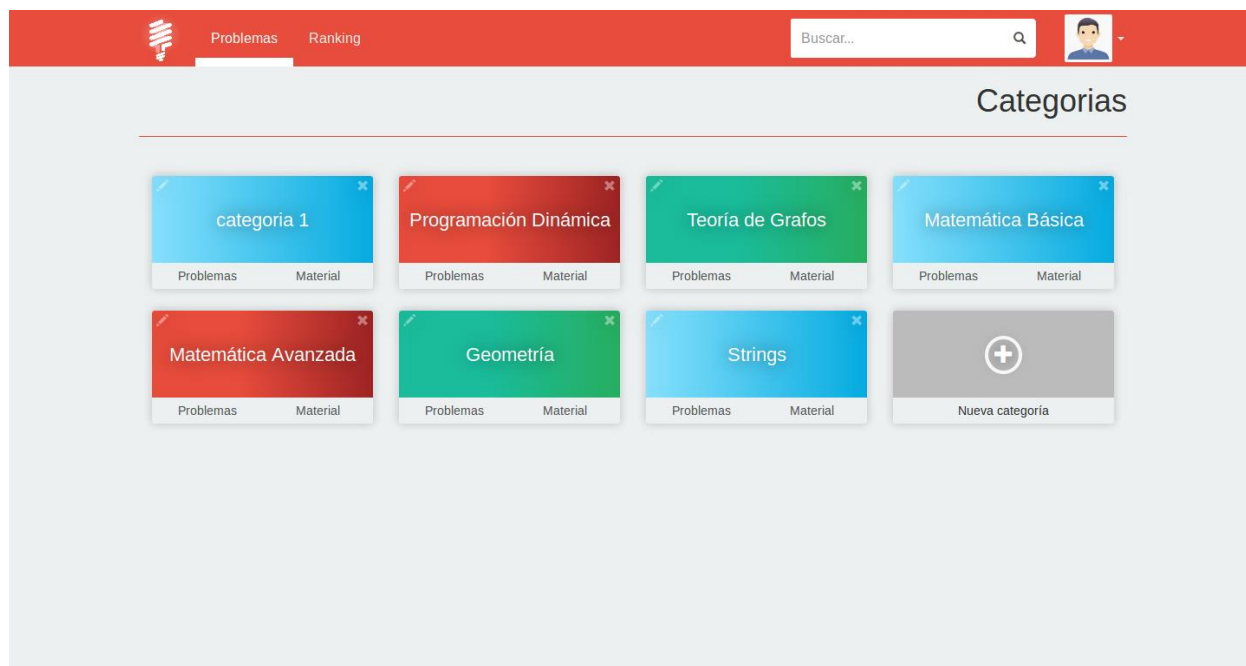 Problemas Ranking Buscar...
Categorias
categoria 1 Programación Dinámica Teoría de Grafos Matemática Básica
Problemas Material Problemas Material Problemas Material Problemas Material
Matemática Avanzada Geometría Strings
Problemas Material Problemas Material Problemas Material Nueva categoría